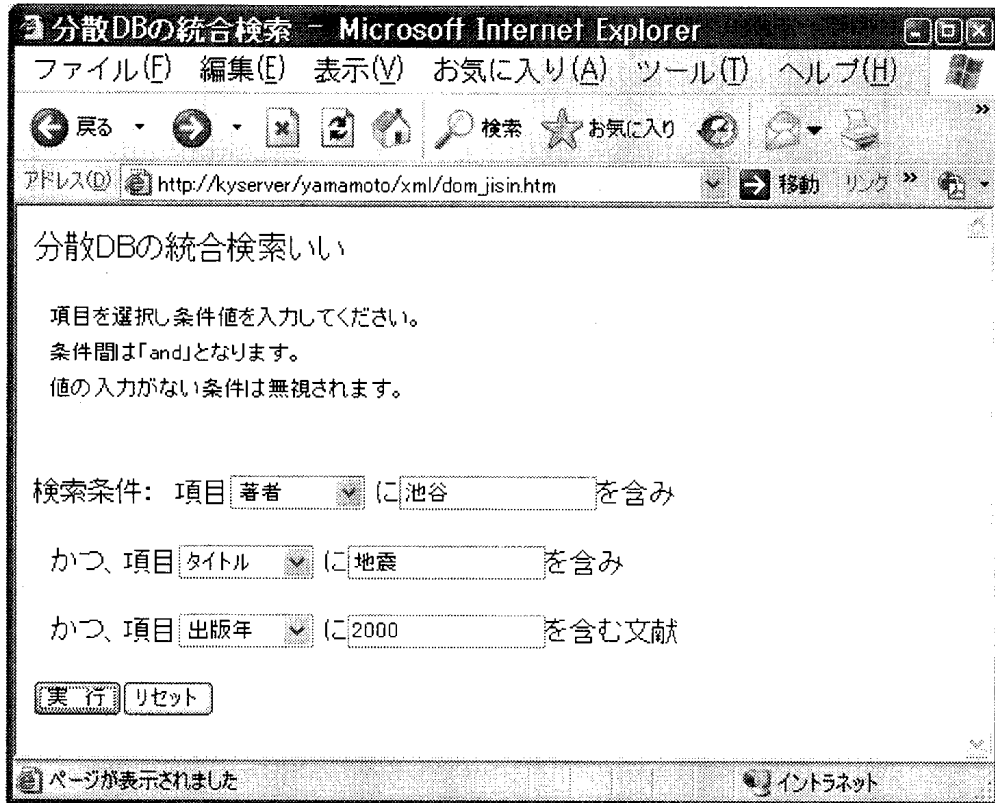 分散DBの統合検索 - Microsoft Internet Explorer
ファイル(F) 編集(E) 表示(V) お気に入り(A) ツール(T) ヘルプ(H)
戻る 検索 お気に入り »
アドレス(D) http://kyserver/yamamoto/xml/dom_jisin.htm 移動 リンク »
分散DBの統合検索いい
項目を選択し条件値を入力してください。
条件間は「and」となります。
値の入力がない条件は無視されます。
検索条件: 項目 著者 に 池谷 を含み
かつ、項目 タイトル に 地震 を含み
かつ、項目 出版年 に 2000 を含む文献
実 行 リセット
ページが表示されました イントラネット